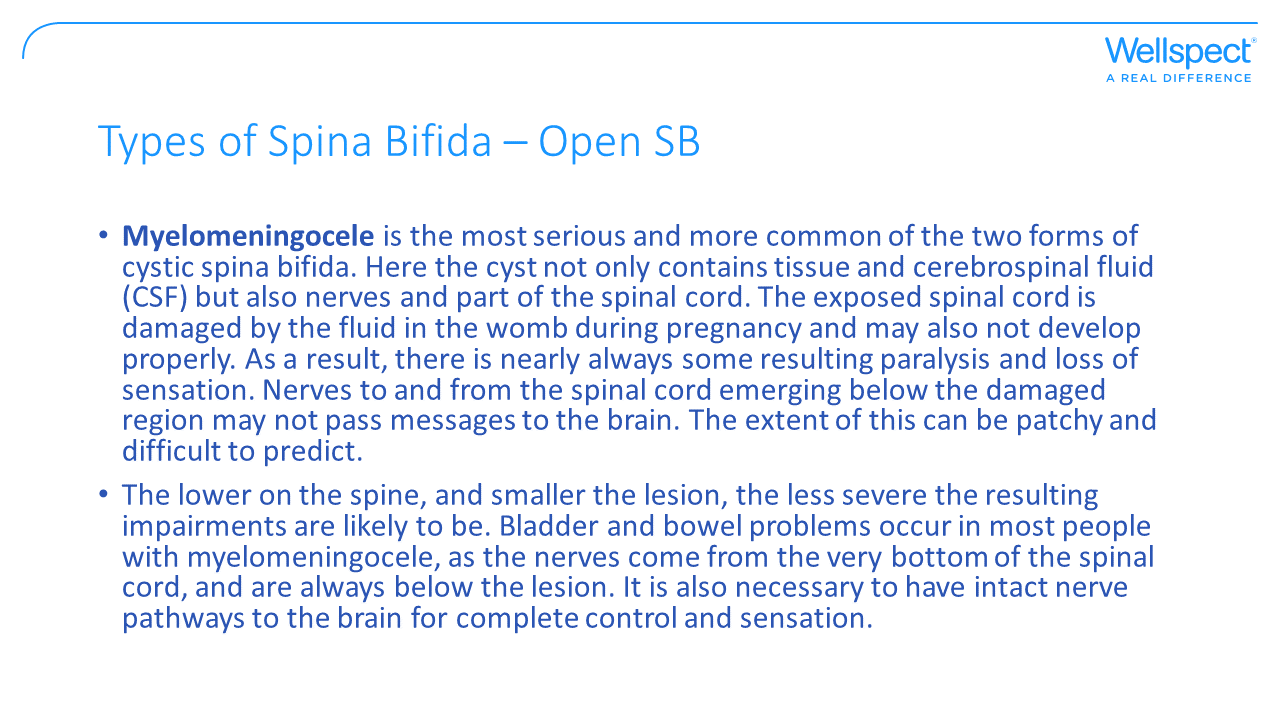 Wellspect®
A REAL DIFFERENCE
Types of Spina Bifida – Open SB
• Myelomeningocele is the most serious and more common of the two forms of
cystic spina bifida. Here the cyst not only contains tissue and cerebrospinal fluid
(CSF) but also nerves and part of the spinal cord. The exposed spinal cord is
damaged by the fluid in the womb during pregnancy and may also not develop
properly. As a result, there is nearly always some resulting paralysis and loss of
sensation. Nerves to and from the spinal cord emerging below the damaged
region may not pass messages to the brain. The extent of this can be patchy and
difficult to predict.
• The lower on the spine, and smaller the lesion, the less severe the resulting
impairments are likely to be. Bladder and bowel problems occur in most people
with myelomeningocele, as the nerves come from the very bottom of the spinal
cord, and are always below the lesion. It is also necessary to have intact nerve
pathways to the brain for complete control and sensation.